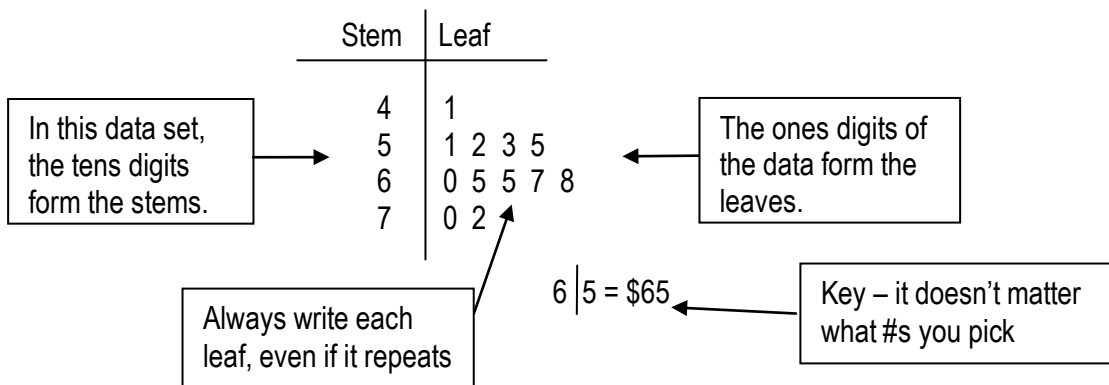 Stem Leaf
4 1
5 1 2 3 5
6 0 5 5 7 8
7 0 2
In this data set,
the tens digits
form the stems.
The ones digits of
the data form the
leaves.
Always write each
leaf, even if it repeats
6|5 = $65
Key – it doesn’t matter
what #s you pick